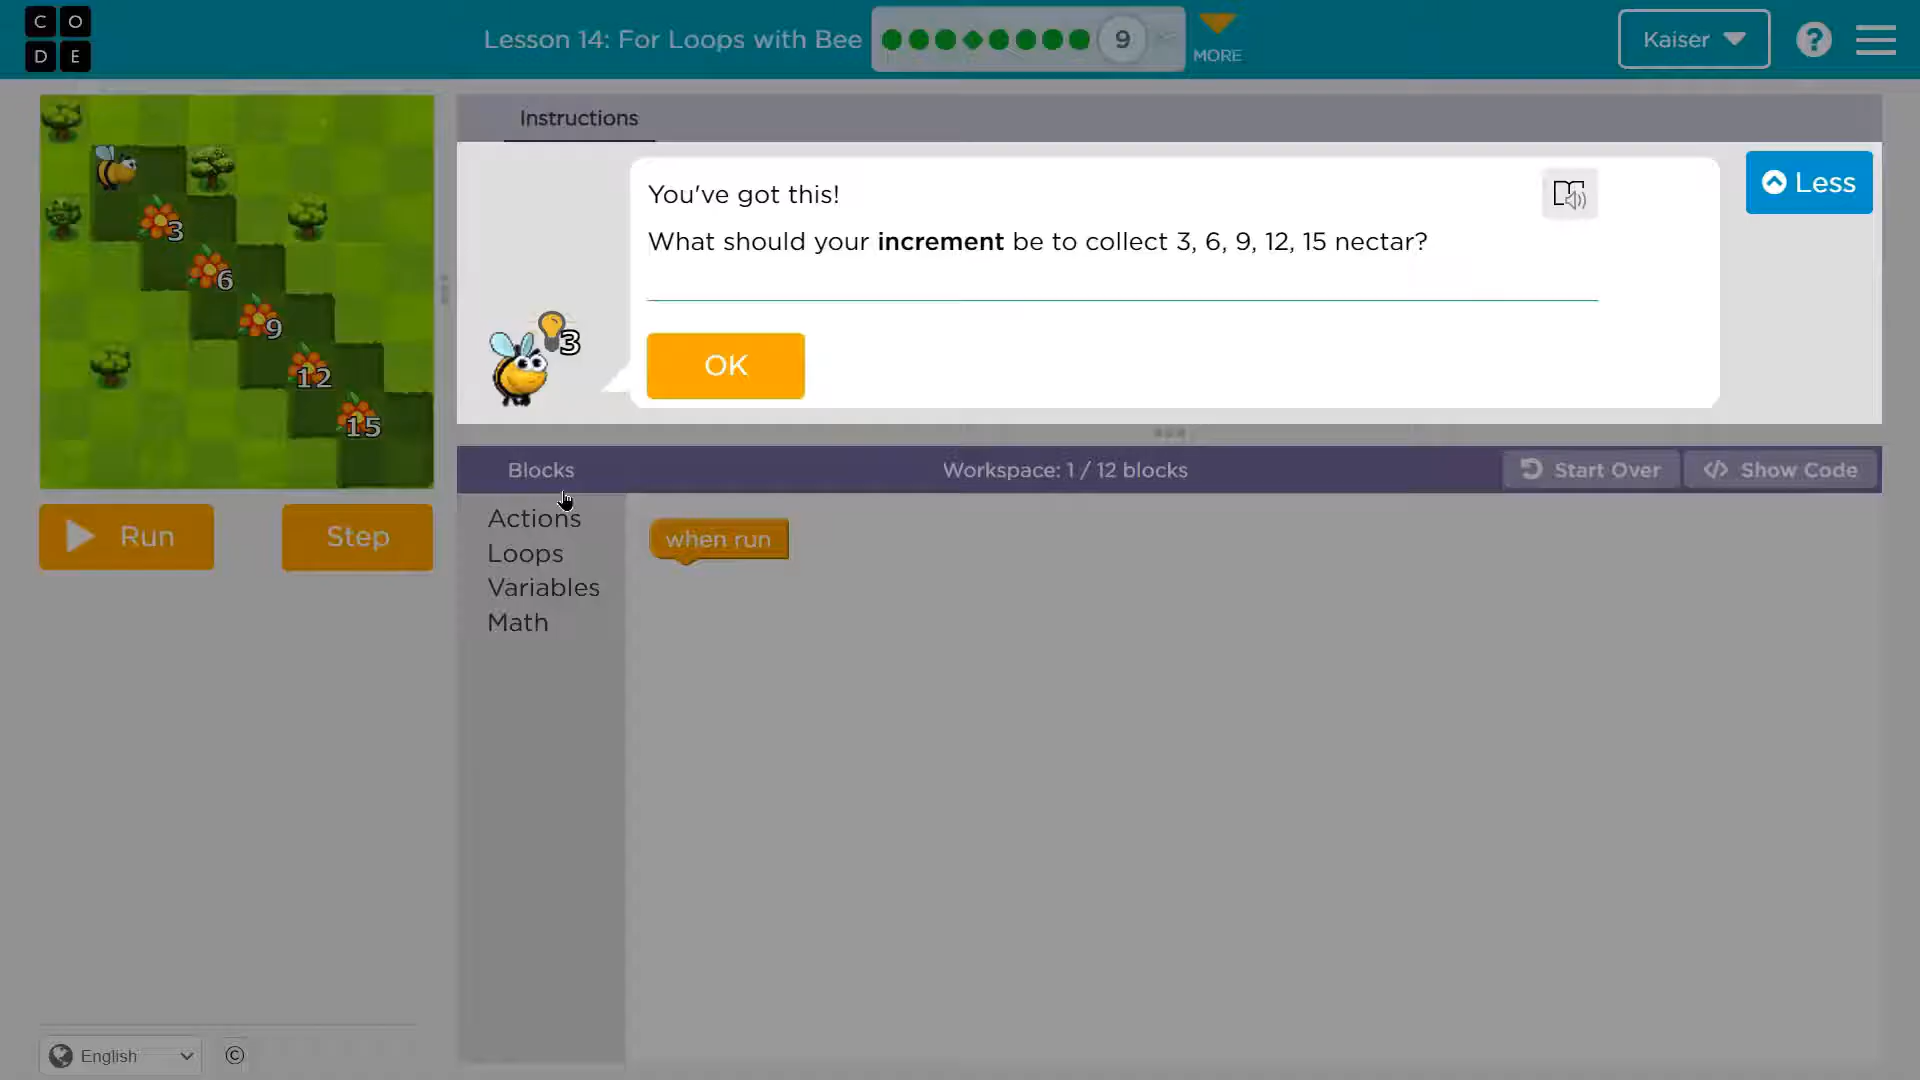 C O
D E
Lesson 14: For Loops with Bee
9
MORE
Kaiser
?
3
6
9
12
15
Run
Step
Instructions
You've got this!
What should your increment be to collect 3, 6, 9, 12, 15 nectar?
3
OK
Less
Blocks
Workspace: 1 / 12 blocks
Start Over
</> Show Code
Actions
Loops
Variables
Math
when run
English
©